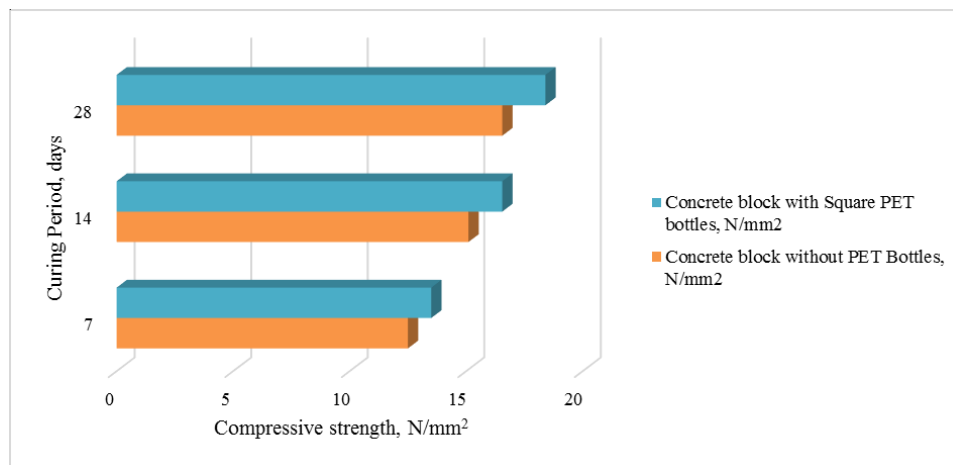 Curing Period, days
28
14
7
0 5 10 15 20
Compressive strength, N/mm²
Concrete block with Square PET
bottles, N/mm2
Concrete block without PET Bottles,
N/mm2